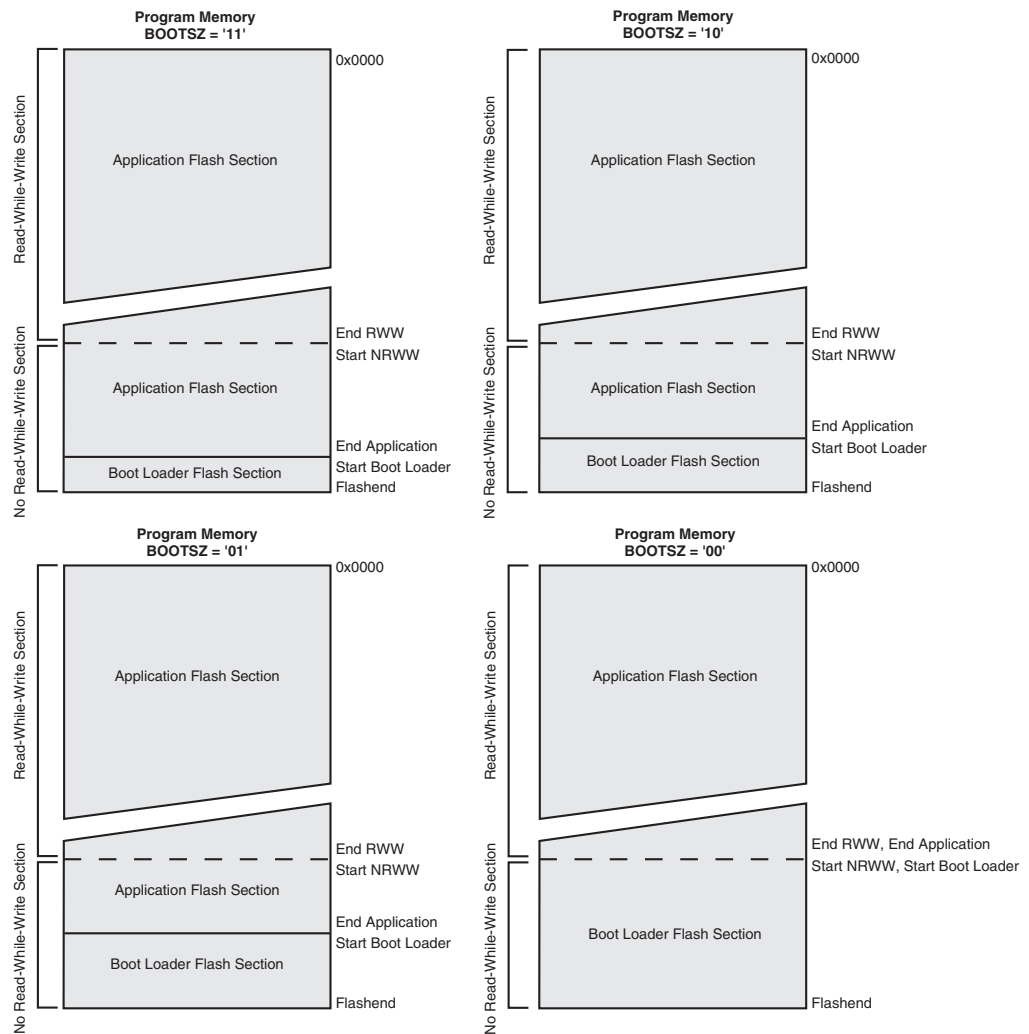 Program Memory
BOOTSZ = '11'
0x0000
Read-While-Write Section
Application Flash Section
End RWW
Start NRWW
No Read-While-Write Section
Application Flash Section
End Application
Start Boot Loader
Boot Loader Flash Section
Flashend
Program Memory
BOOTSZ = '10'
0x0000
Read-While-Write Section
Application Flash Section
End RWW
Start NRWW
No Read-While-Write Section
Application Flash Section
End Application
Start Boot Loader
Boot Loader Flash Section
Flashend
Program Memory
BOOTSZ = '01'
0x0000
Read-While-Write Section
Application Flash Section
End RWW
Start NRWW
No Read-While-Write Section
Application Flash Section
End Application
Start Boot Loader
Boot Loader Flash Section
Flashend
Program Memory
BOOTSZ = '00'
0x0000
Read-While-Write Section
Application Flash Section
End RWW, End Application
Start NRWW, Start Boot Loader
No Read-While-Write Section
Boot Loader Flash Section
Flashend